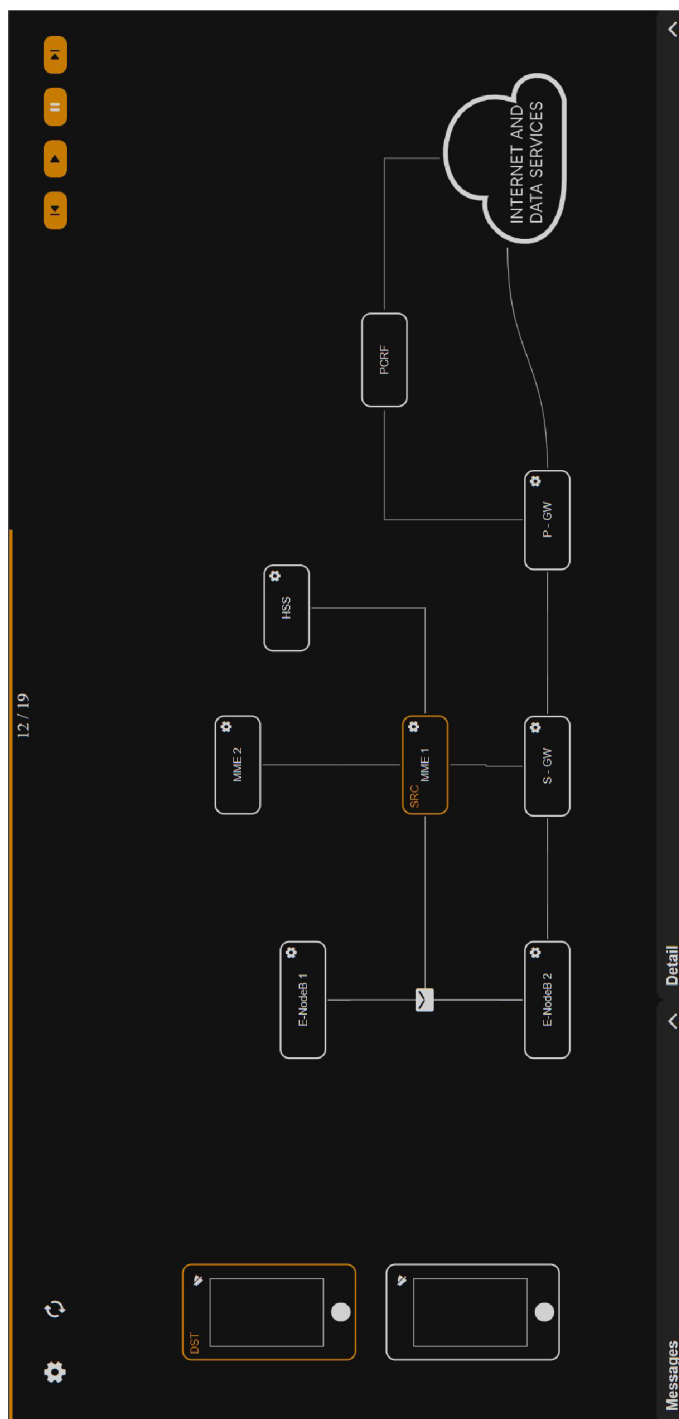 12 / 19
DST
E-NodeB 1
E-NodeB 2
MME 2
SRC
MME 1
S - GW
HSS
P - GW
PCRF
INTERNET AND
DATA SERVICES
Messages
Detail